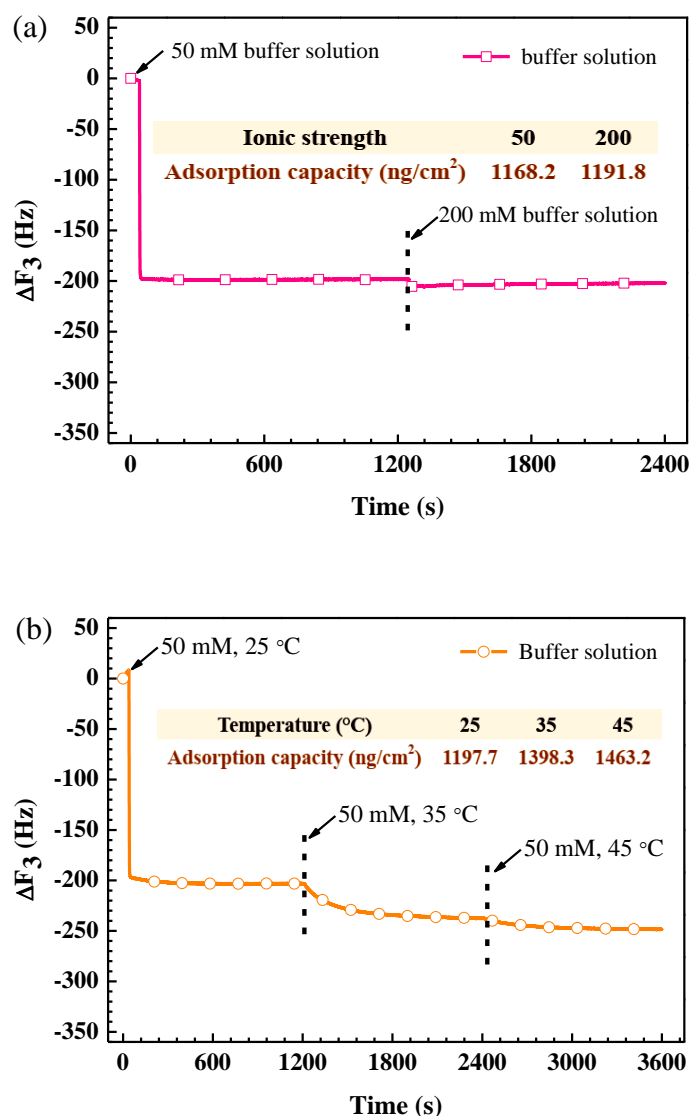 (a)
50 mM buffer solution
buffer solution
Ionic strength 50 200
Adsorption capacity (ng/cm²) 1168.2 1191.8
200 mM buffer solution
50
0
-50
-100
-150
-200
-250
-300
-350
ΔF₃ (Hz)
0 600 1200 1800 2400
Time (s)
(b)
50 mM, 25 °C
Buffer solution
Temperature (°C) 25 35 45
Adsorption capacity (ng/cm²) 1197.7 1398.3 1463.2
50 mM, 35 °C
50 mM, 45 °C
50
0
-50
-100
-150
-200
-250
-300
-350
ΔF₃ (Hz)
0 600 1200 1800 2400 3000 3600
Time (s)